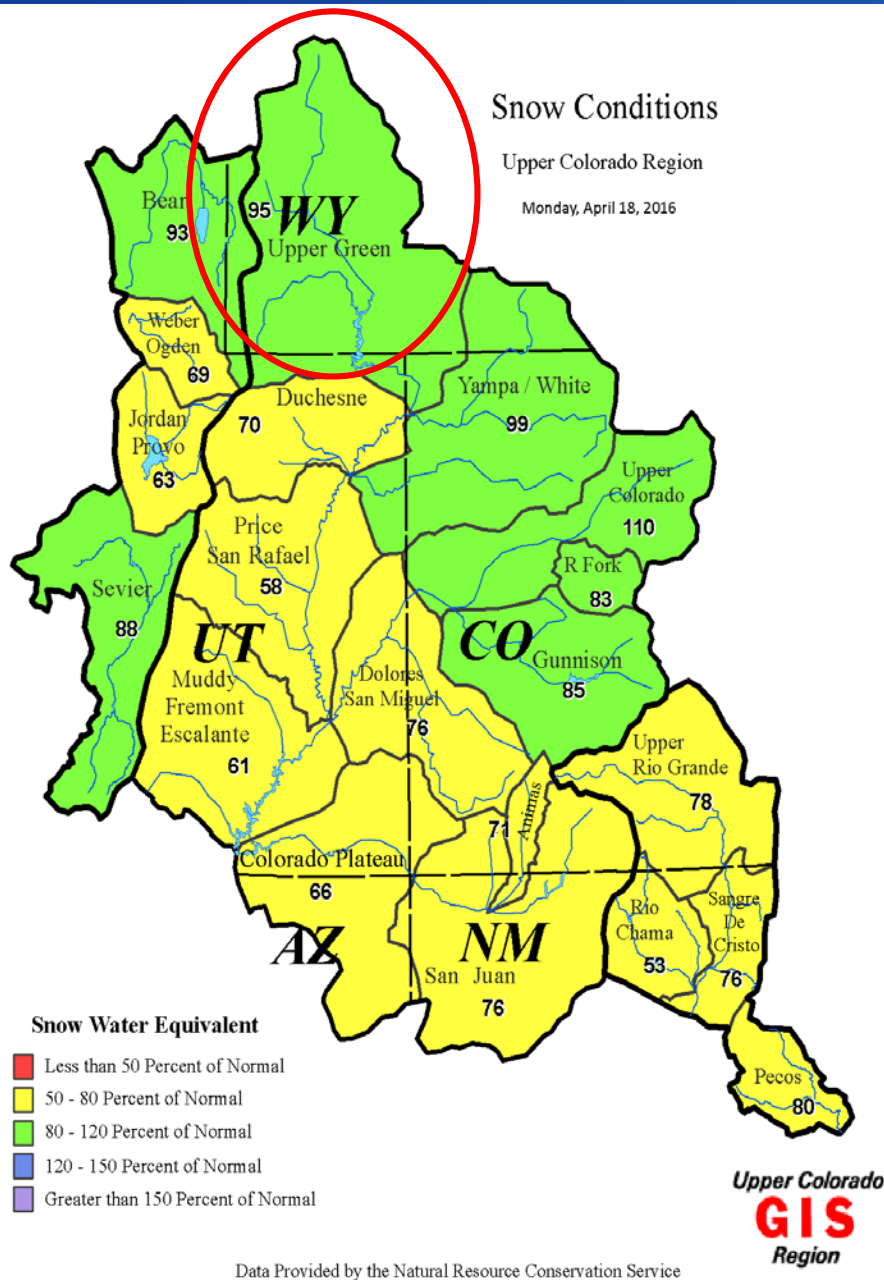 Snow Conditions
Upper Colorado Region
Monday, April 18, 2016
Bear
93
95
WY
Upper Green
Weber
Ogden
69
Duchesne
70
Yampa / White
99
Jordan
Provo
63
Upper
Colorado
110
Price
San Rafael
58
R Fork
83
Sevier
88
UT
CO
Gunnison
85
Muddy
Fremont
Escalante
61
Dolores
San Miguel
76
Upper
Rio Grande
78
71
Animas
Colorado Plateau
66
AZ
NM
San Juan
76
Rio
Chama
53
Sangre
De
Cristo
76
Pecos
80
Snow Water Equivalent
Less than 50 Percent of Normal
50 - 80 Percent of Normal
80 - 120 Percent of Normal
120 - 150 Percent of Normal
Greater than 150 Percent of Normal
Upper Colorado
GIS
Region
Data Provided by the Natural Resource Conservation Service